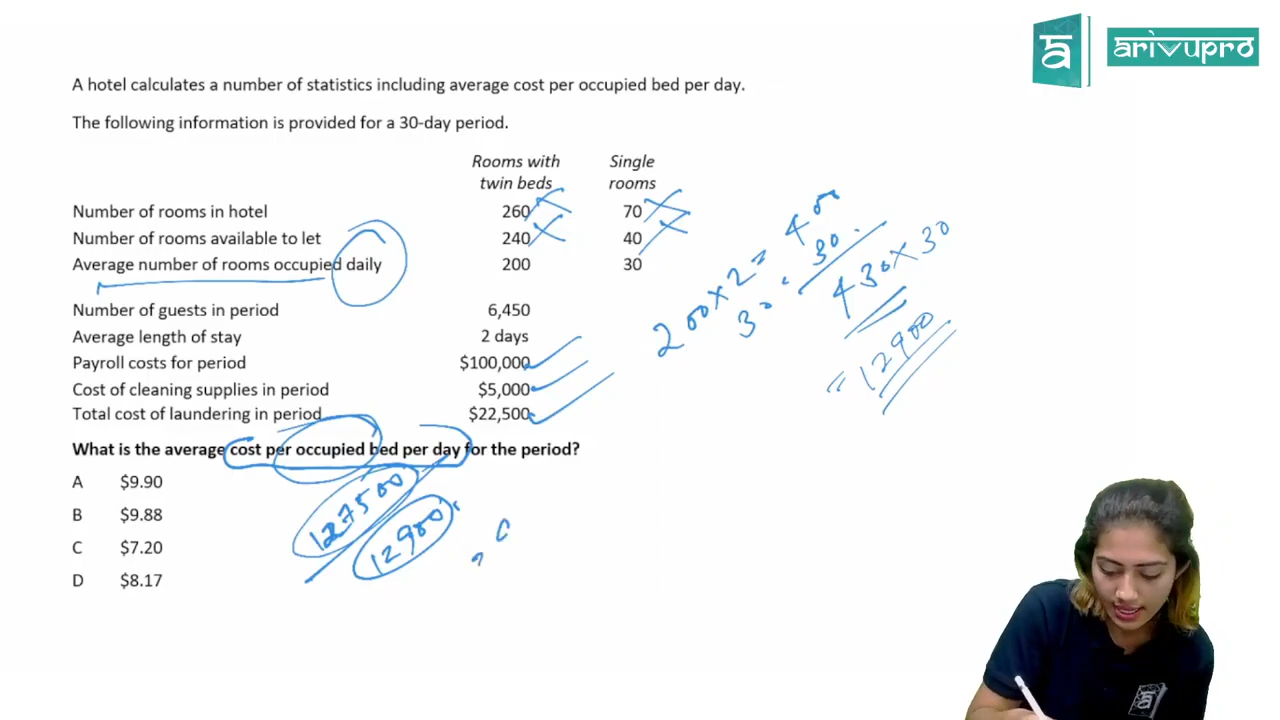 ā arivupro
A hotel calculates a number of statistics including average cost per occupied bed per day.
The following information is provided for a 30-day period.
Rooms with twin beds Single rooms
Number of rooms in hotel 260 70
Number of rooms available to let 240 40
Average number of rooms occupied daily 200 30
Number of guests in period 6,450
Average length of stay 2 days
Payroll costs for period $100,000
Cost of cleaning supplies in period $5,000
Total cost of laundering in period $22,500
What is the average cost per occupied bed per day for the period?
A $9.90
B $9.88
C $7.20
D $8.17
200 x 2 = 400
30 = 30
430 x 30
= 12900
127500
12900